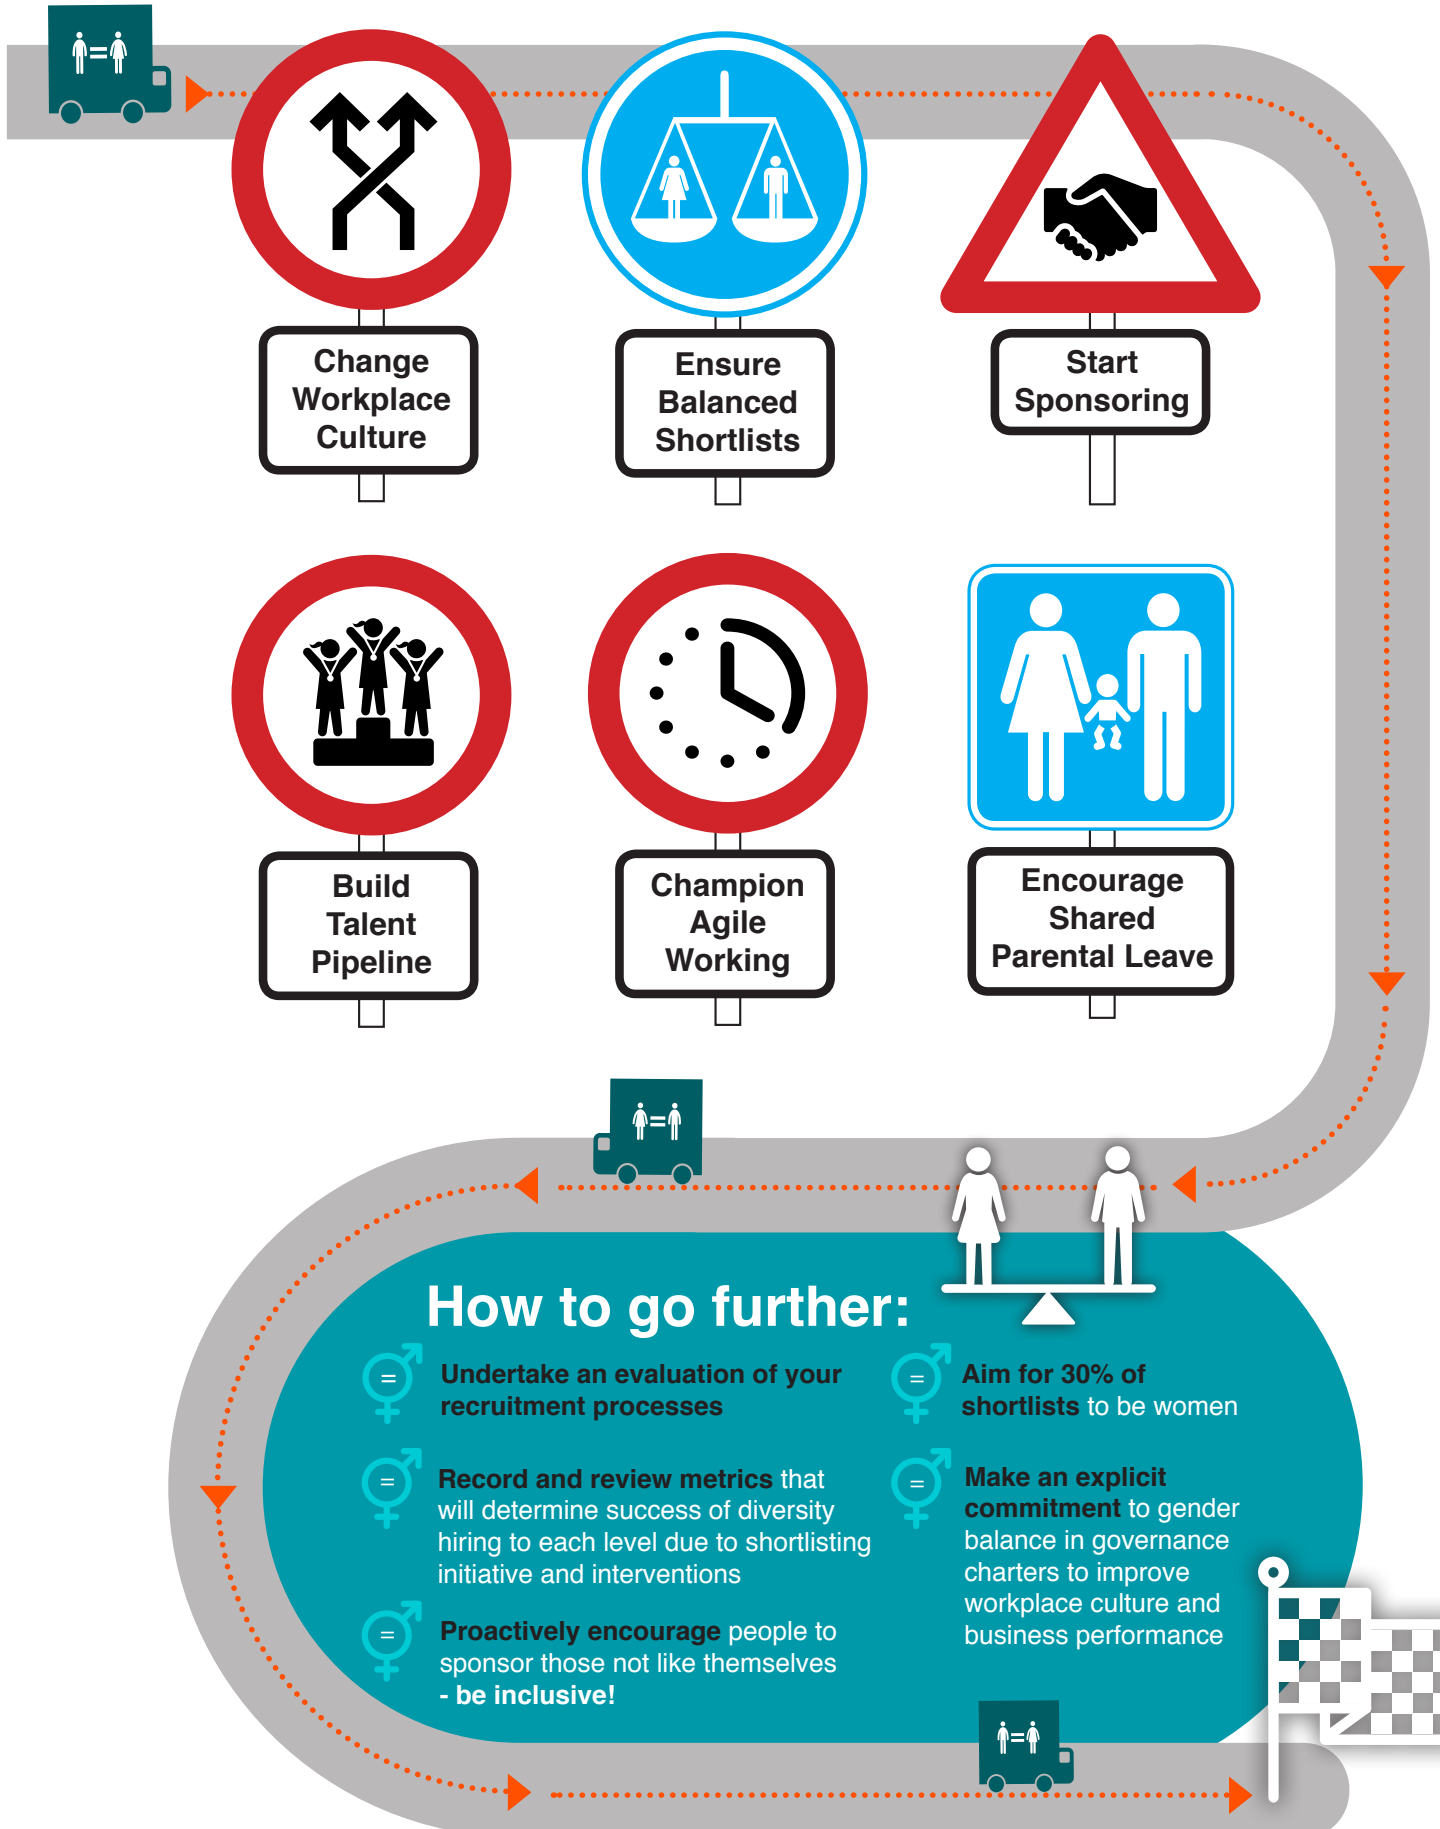 Change
Workplace
Culture
Ensure
Balanced
Shortlists
Start
Sponsoring
Build
Talent
Pipeline
Champion
Agile
Working
Encourage
Shared
Parental Leave
How to go further:
Undertake an evaluation of your
recruitment processes
Record and review metrics that
will determine success of diversity
hiring to each level due to shortlisting
initiative and interventions
Proactively encourage people to
sponsor those not like themselves
- be inclusive!
Aim for 30% of
shortlists to be women
Make an explicit
commitment to gender
balance in governance
charters to improve
workplace culture and
business performance